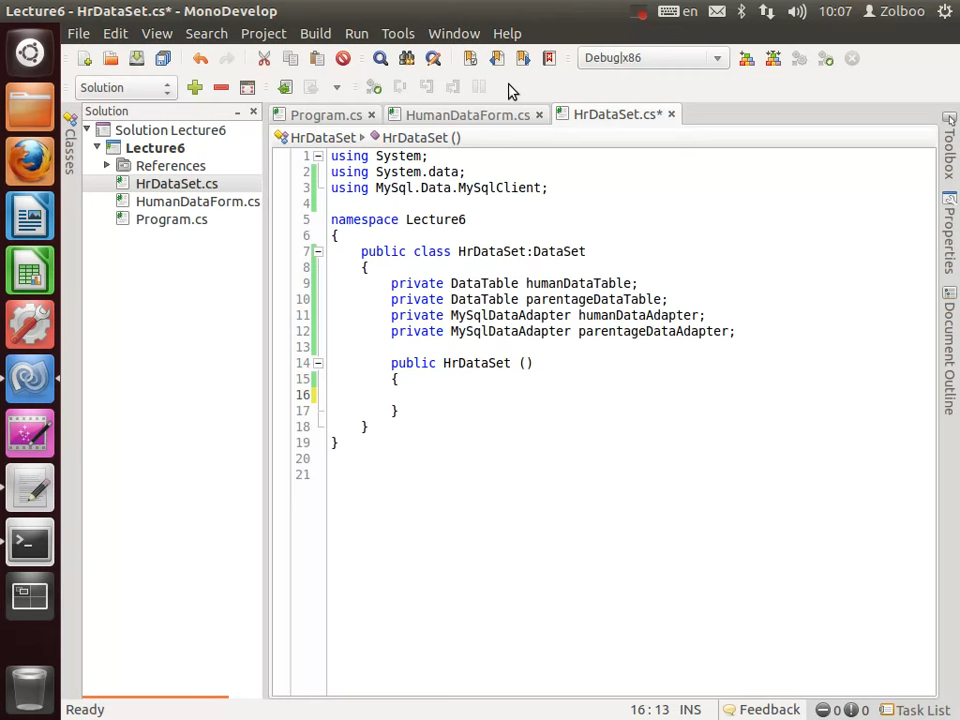 Lecture6 - HrDataSet.cs* - MonoDevelop
en
10:07
Zolboo
File Edit View Search Project Build Run Tools Window Help
Debug|x86
Solution
Solution
Program.cs
HumanDataForm.cs
HrDataSet.cs*
Classes
Solution Lecture6
Lecture6
References
HrDataSet.cs
HumanDataForm.cs
Program.cs
HrDataSet
HrDataSet ()
1 using System;
2 using System.data;
3 using MySql.Data.MySqlClient;
4
5 namespace Lecture6
6 {
7 public class HrDataSet:DataSet
8 {
9 private DataTable humanDataTable;
10 private DataTable parentageDataTable;
11 private MySqlDataAdapter humanDataAdapter;
12 private MySqlDataAdapter parentageDataAdapter;
13
14 public HrDataSet ()
15 {
16
17 }
18 }
19 }
20
21
Toolbox
Properties
Document Outline
Ready
16 : 13 INS
Feedback
0
0
Task List